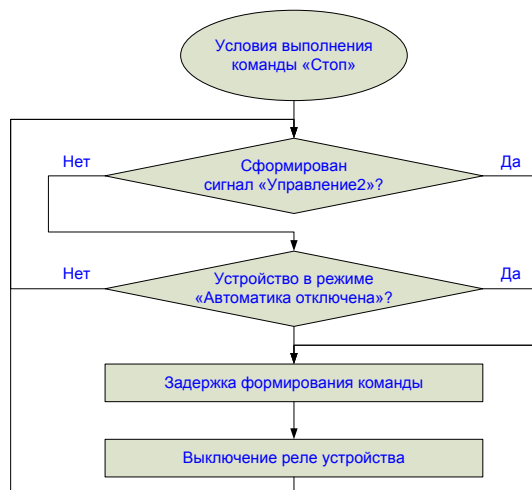 Условия выполнения
команды «Стоп»
Нет
Сформирован
сигнал «Управление2»?
Да
Нет
Устройство в режиме
«Автоматика отключена»?
Да
Задержка формирования команды
Выключение реле устройства